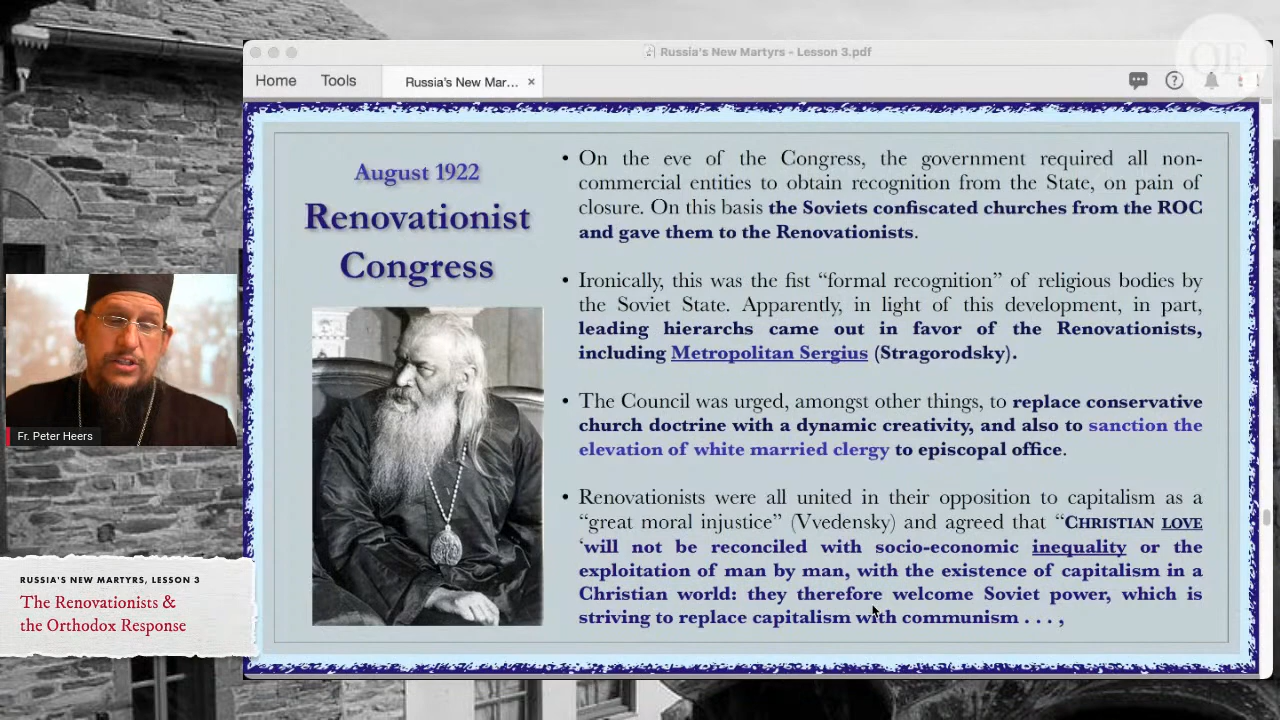 Russia's New Martyrs - Lesson 3.pdf
Home
Tools
Russia's New Mar...
OE
August 1922
Renovationist
Congress
• On the eve of the Congress, the government required all non-
commercial entities to obtain recognition from the State, on pain of
closure. On this basis the Soviets confiscated churches from the ROC
and gave them to the Renovationists.
• Ironically, this was the fist “formal recognition” of religious bodies by
the Soviet State. Apparently, in light of this development, in part,
leading hierarchs came out in favor of the Renovationists,
including Metropolitan Sergius (Stragorodsky).
• The Council was urged, amongst other things, to replace conservative
church doctrine with a dynamic creativity, and also to sanction the
elevation of white married clergy to episcopal office.
• Renovationists were all united in their opposition to capitalism as a
“great moral injustice” (Vvedensky) and agreed that “CHRISTIAN LOVE
‘will not be reconciled with socio-economic inequality or the
exploitation of man by man, with the existence of capitalism in a
Christian world: they therefore welcome Soviet power, which is
striving to replace capitalism with communism . . . ,
Fr. Peter Heers
RUSSIA'S NEW MARTYRS, LESSON 3
The Renovationists &
the Orthodox Response